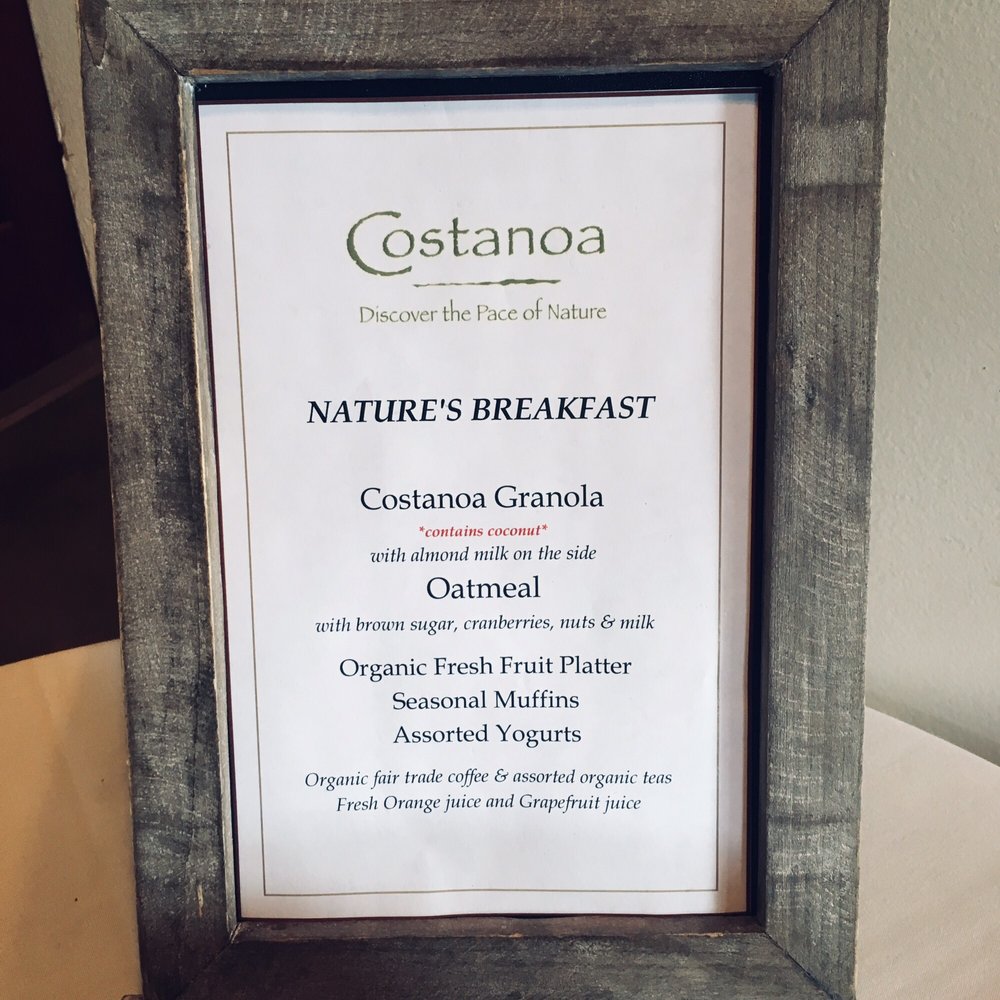 Costanoa
Discover the Pace of Nature
NATURE'S BREAKFAST
Costanoa Granola
*contains coconut*
with almond milk on the side
Oatmeal
with brown sugar, cranberries, nuts & milk
Organic Fresh Fruit Platter
Seasonal Muffins
Assorted Yogurts
Organic fair trade coffee & assorted organic teas
Fresh Orange juice and Grapefruit juice